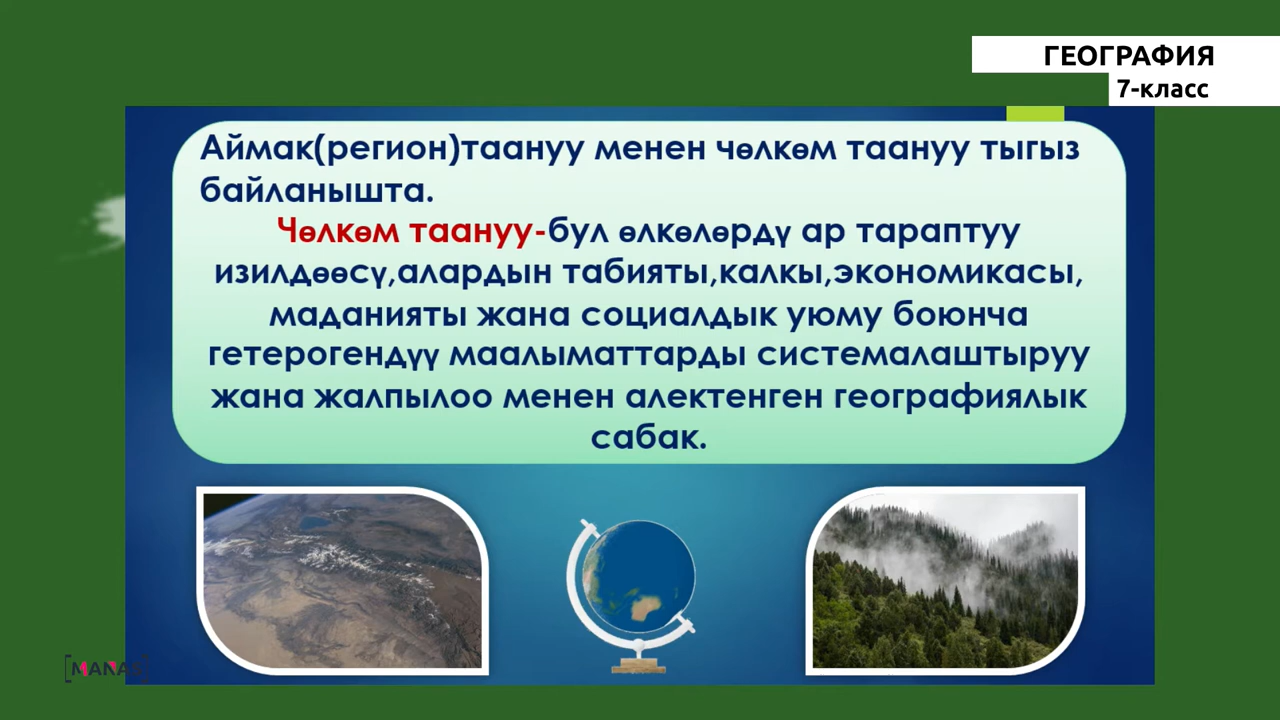 ГЕОГРАФИЯ
7-класс
Аймак(регион)таануу менен чөлкөм таануу тыгыз
байланышта.
Чөлкөм таануу-бул өлкөлөрдү ар тараптуу
изилдөөсү,алардын табияты,калкы,экономикасы,
маданияты жана социалдык уюму боюнча
гетерогендүү маалыматтарды системалаштыруу
жана жалпылоо менен алектенген географиялык
сабак.
[MANAS]